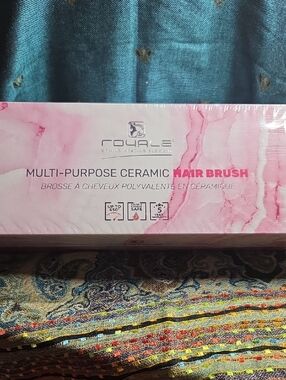 ROYALE
MULTI-PURPOSE CERAMIC HAIR BRUSH
BROSSE À CHEVEUX POLYVALENTE EN CÉRAMIQUE